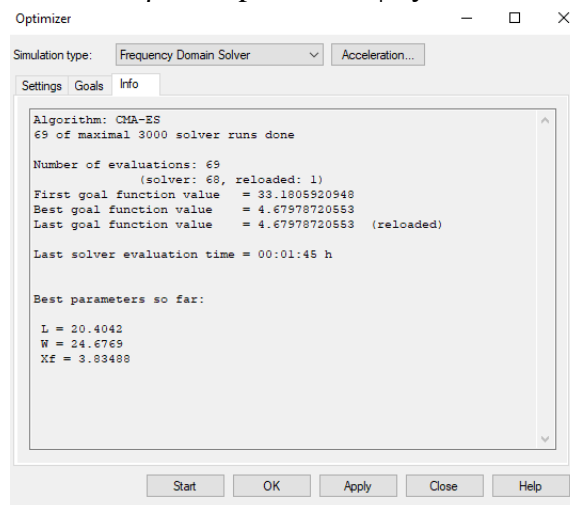 Optimizer
Simulation type: Frequency Domain Solver Acceleration...
Settings Goals Info
Algorithm: CMA-ES
69 of maximal 3000 solver runs done
Number of evaluations: 69
(solver: 68, reloaded: 1)
First goal function value = 33.1805920948
Best goal function value = 4.67978720553
Last goal function value = 4.67978720553 (reloaded)
Last solver evaluation time = 00:01:45 h
Best parameters so far:
L = 20.4042
W = 24.6769
Xf = 3.83488
Start OK Apply Close Help